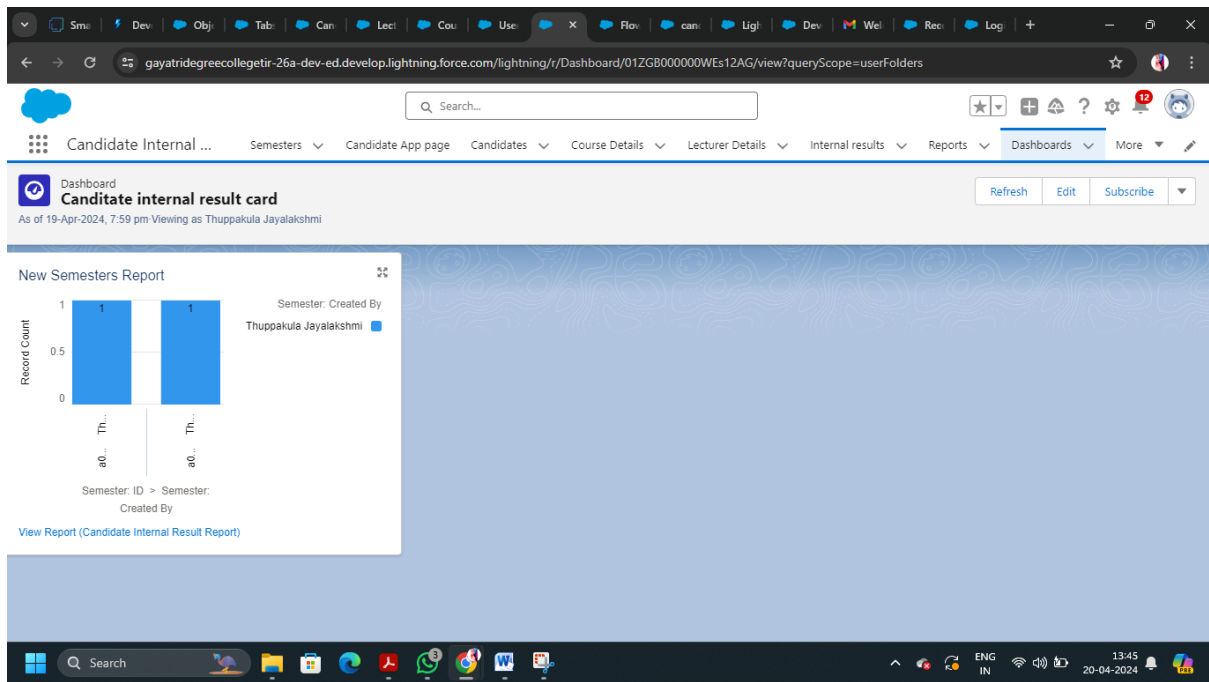 Sma
Dev
Obje
Tabs
Can
Lect
Cou
Use
Flow
cand
Ligh
Dev
Wel
Reco
Logi
gayatridegreecollegetir-26a-dev-ed.develop.lightning.force.com/lightning/r/Dashboard/01ZGB000000WEs12AG/view?queryScope=userFolders
Search...
12
Candidate Internal ...
Semesters
Candidate App page
Candidates
Course Details
Lecturer Details
Internal results
Reports
Dashboards
More
Dashboard
Canditate internal result card
As of 19-Apr-2024, 7:59 pm·Viewing as Thuppakula Jayalakshmi
Refresh
Edit
Subscribe
New Semesters Report
Semester: Created By
Thuppakula Jayalakshmi
Record Count
1
0.5
0
1
1
Th...
Th...
a0...
a0...
Semester: ID > Semester:
Created By
View Report (Candidate Internal Result Report)
Search
3
W
ENG
IN
13:45
20-04-2024
PRE